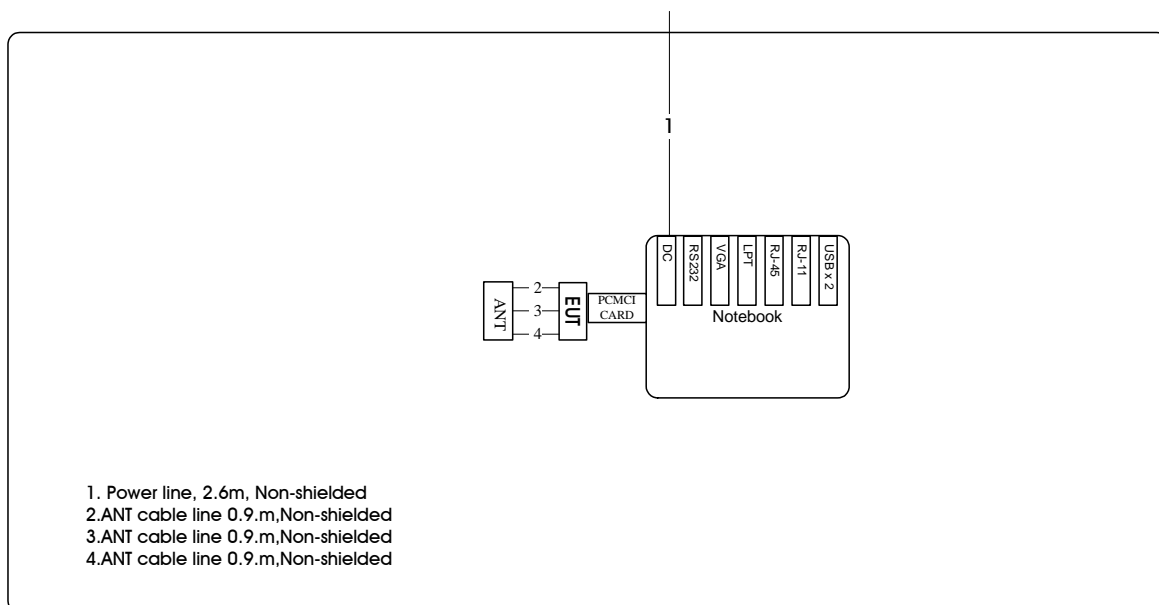 1
DC
RS232
VGA
LPT
RJ-45
RJ-11
USB x 2
Notebook
PCMCI
CARD
EUT
ANT
2
3
4
1. Power line, 2.6m, Non-shielded
2.ANT cable line 0.9.m,Non-shielded
3.ANT cable line 0.9.m,Non-shielded
4.ANT cable line 0.9.m,Non-shielded